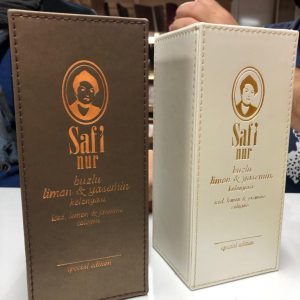 Safi
nur
buzlu
limon & yasemin
kolonyası
iced, lemon & jasmine
cologne
special edition
Safi
nur
buzlu
limon & yasemin
kolonyası
iced, lemon & jasmine
cologne
special edition